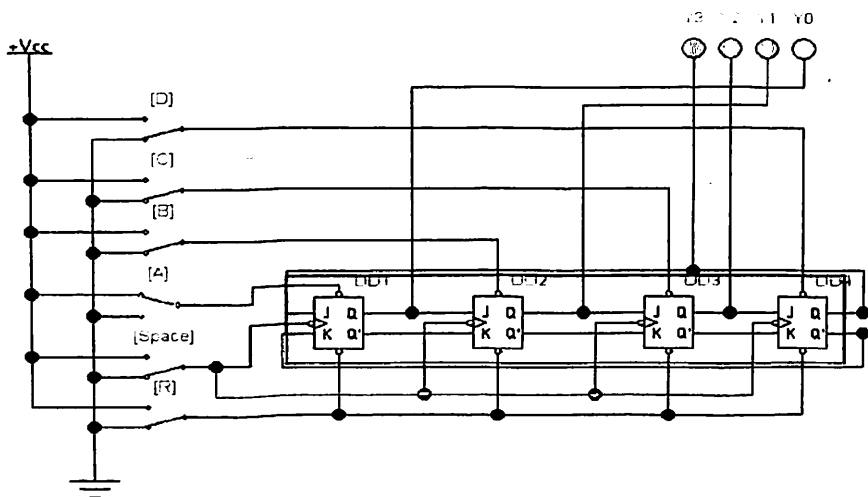 Y0
+Vcc
[D]
[C]
[B]
[A]
[Space]
[R]
J Q J Q J Q J Q
K Q' K Q' K Q' K Q'